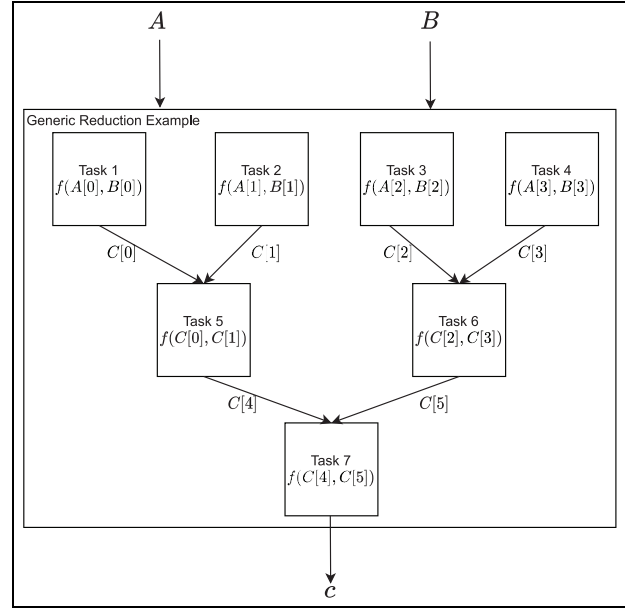 A B
Generic Reduction Example
Task 1 Task 2 Task 3 Task 4
f(A[0], B[0]) f(A[1], B[1]) f(A[2], B[2]) f(A[3], B[3])
C[0] C[1] C[2] C[3]
Task 5 Task 6
f(C[0], C[1]) f(C[2], C[3])
C[4] C[5]
Task 7
f(C[4], C[5])
c